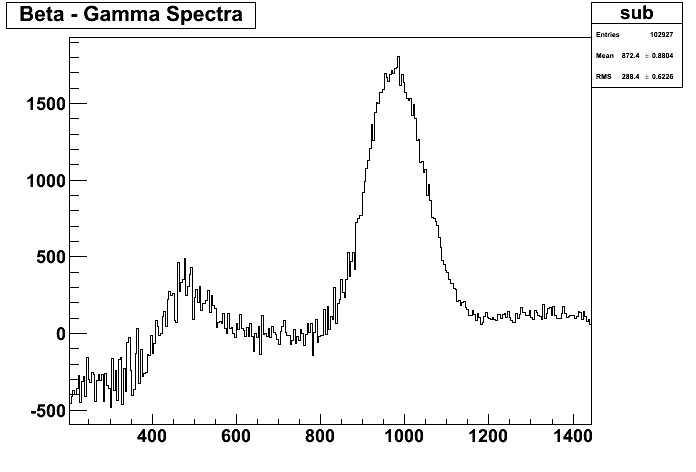 Beta - Gamma Spectra
sub
Entries 102927
Mean 872.4 ± 0.8804
RMS 288.4 ± 0.6226
1500
1000
500
0
-500
400 600 800 1000 1200 1400